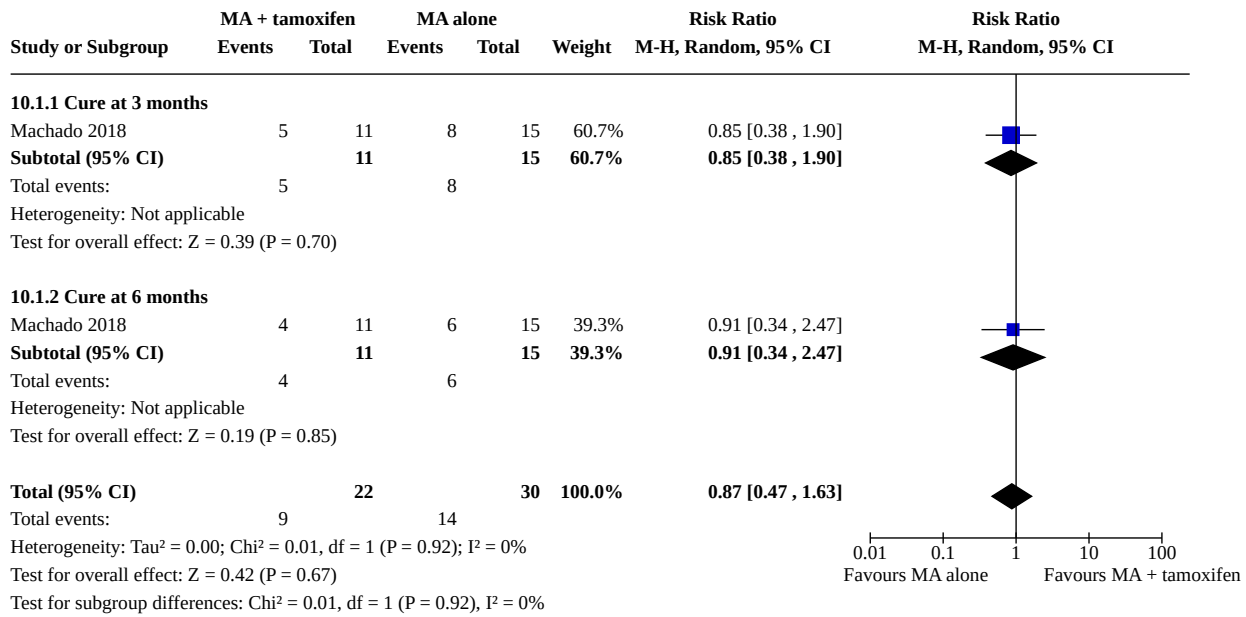 MA + tamoxifen MA alone Risk Ratio Risk Ratio
Study or Subgroup Events Total Events Total Weight M-H, Random, 95% CI M-H, Random, 95% CI
10.1.1 Cure at 3 months
Machado 2018 5 11 8 15 60.7% 0.85 [0.38 , 1.90]
Subtotal (95% CI) 11 15 60.7% 0.85 [0.38 , 1.90]
Total events: 5 8
Heterogeneity: Not applicable
Test for overall effect: Z = 0.39 (P = 0.70)
10.1.2 Cure at 6 months
Machado 2018 4 11 6 15 39.3% 0.91 [0.34 , 2.47]
Subtotal (95% CI) 11 15 39.3% 0.91 [0.34 , 2.47]
Total events: 4 6
Heterogeneity: Not applicable
Test for overall effect: Z = 0.19 (P = 0.85)
Total (95% CI) 22 30 100.0% 0.87 [0.47 , 1.63]
Total events: 9 14
Heterogeneity: Tau² = 0.00; Chi² = 0.01, df = 1 (P = 0.92); I² = 0%
0.01 0.1 1 10 100
Test for overall effect: Z = 0.42 (P = 0.67) Favours MA alone Favours MA + tamoxifen
Test for subgroup differences: Chi² = 0.01, df = 1 (P = 0.92), I² = 0%